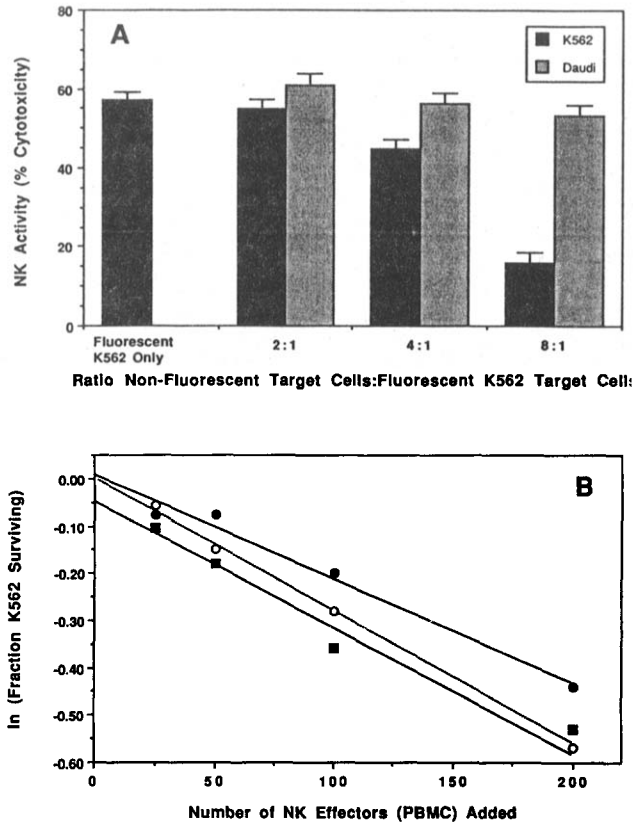 80
60
40
20
0
NK Activity (% Cytotoxicity)
A
K562
Daudi
Fluorescent
K562 Only
2:1
4:1
8:1
Ratio Non-Fluorescent Target Cells:Fluorescent K562 Target Cells
B
0.00
-0.10
-0.20
-0.30
-0.40
-0.50
-0.60
ln (Fraction K562 Surviving)
0
50
100
150
200
Number of NK Effectors (PBMC) Added